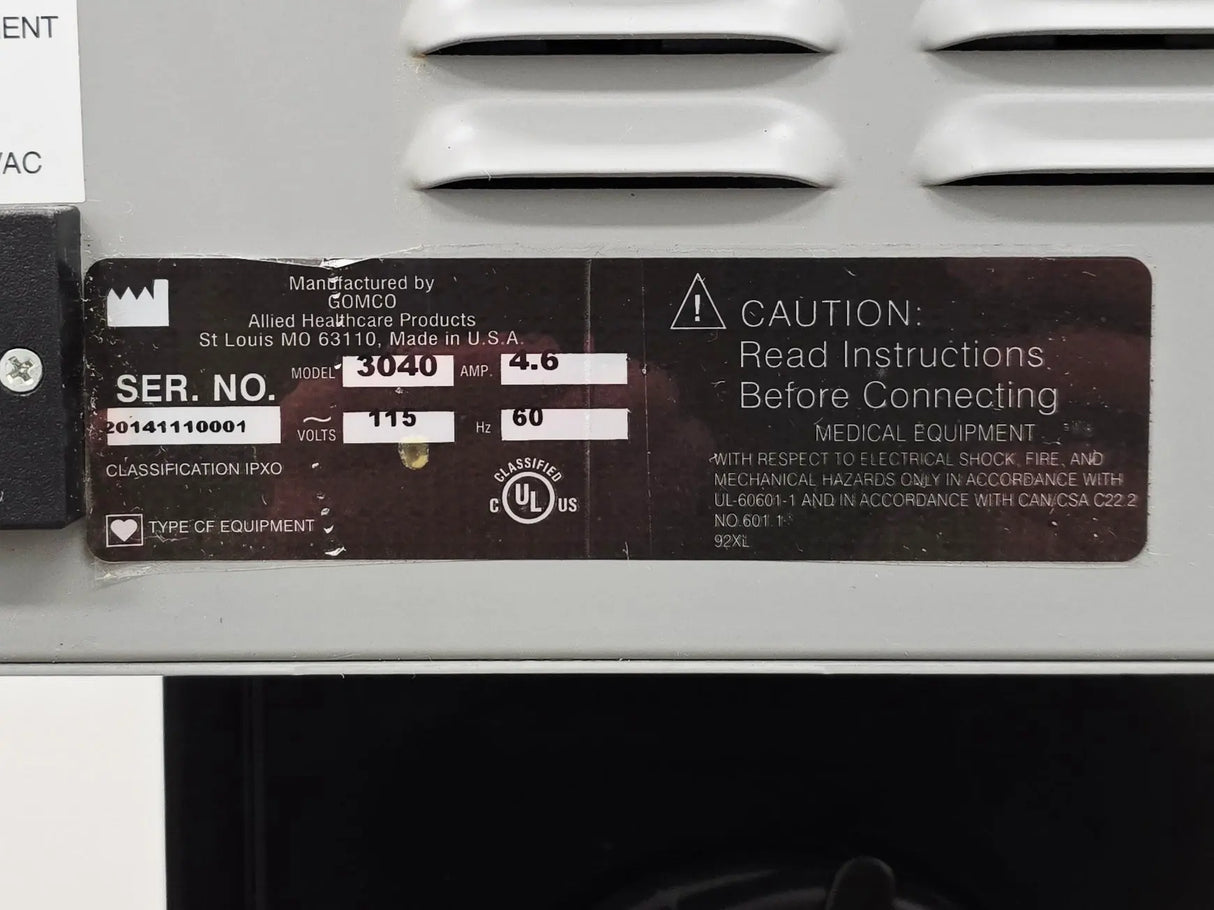 VAC
Manufactured by
GOMCO
Allied Healthcare Products
St Louis MO 63110, Made in U.S.A.
SER. NO.
20141110001
MODEL 3040 AMP. 4.6
~
VOLTS 115 Hz 60
CLASSIFICATION IPXO
TYPE CF EQUIPMENT
CLASSIFIED
C UL US
! CAUTION:
Read Instructions
Before Connecting
MEDICAL EQUIPMENT
WITH RESPECT TO ELECTRICAL SHOCK, FIRE, AND
MECHANICAL HAZARDS ONLY IN ACCORDANCE WITH
UL-60601-1 AND IN ACCORDANCE WITH CAN/CSA C22.2
NO.601.1
92XL